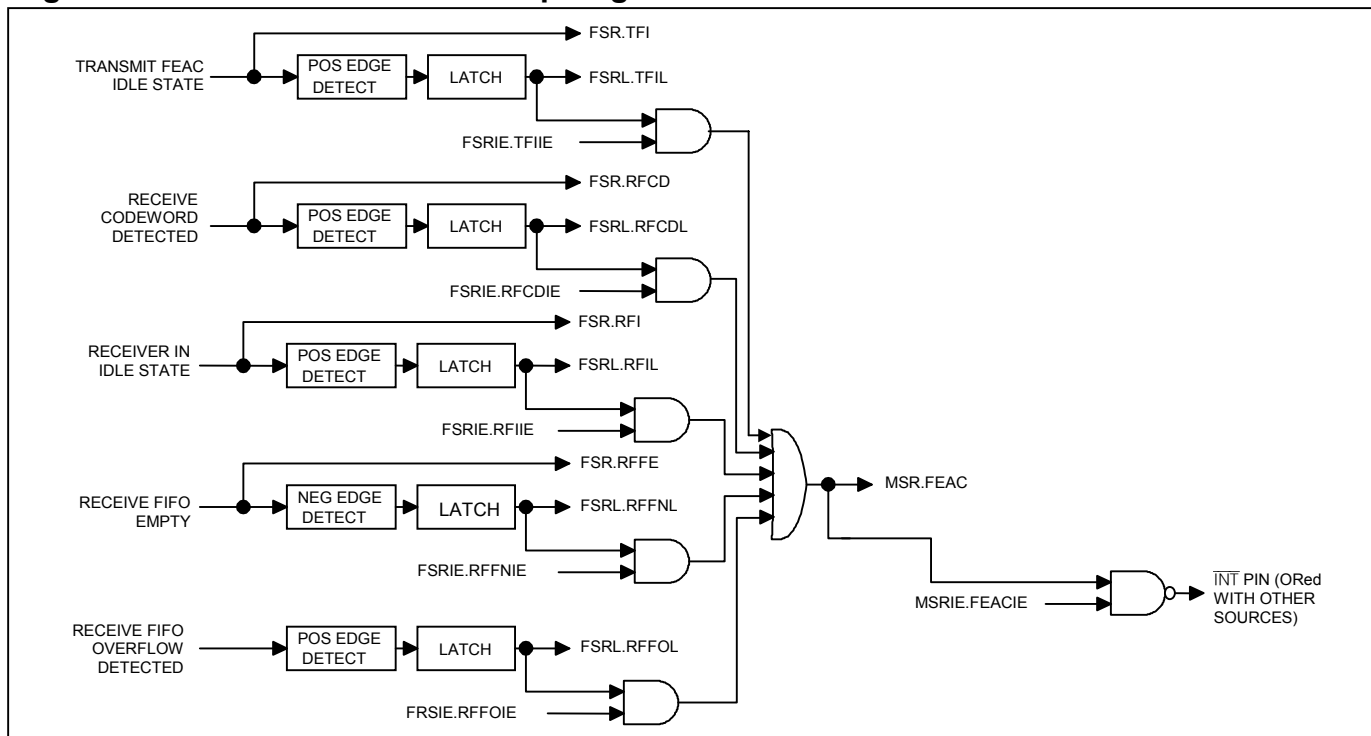 FSR.TFI
TRANSMIT FEAC
IDLE STATE
POS EDGE
DETECT
LATCH
FSRL.TFIL
FSRIE.TFIIE
FSR.RFCD
RECEIVE
CODEWORD
DETECTED
POS EDGE
DETECT
LATCH
FSRL.RFCDL
FSRIE.RFCDIE
FSR.RFI
RECEIVER IN
IDLE STATE
POS EDGE
DETECT
LATCH
FSRL.RFIL
FSRIE.RFIIE
FSR.RFFE
RECEIVE FIFO
EMPTY
NEG EDGE
DETECT
LATCH
FSRL.RFFNL
FSRIE.RFFNIE
RECEIVE FIFO
OVERFLOW
DETECTED
POS EDGE
DETECT
LATCH
FSRL.RFFOL
FRSIE.RFFOIE
MSR.FEAC
MSRIE.FEACIE
INT PIN (ORed
WITH OTHER
SOURCES)